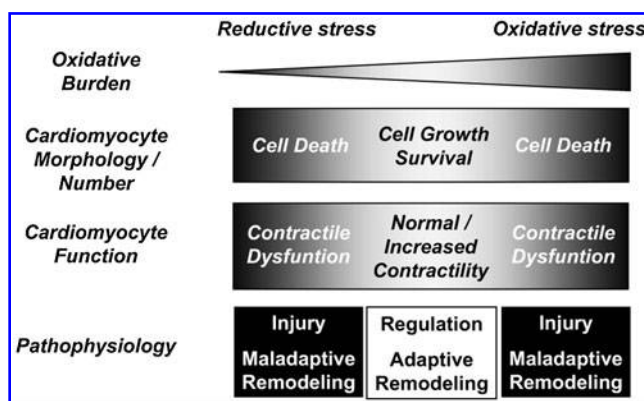 Reductive stress
Oxidative stress
Oxidative
Burden
Cardiomyocyte
Morphology /
Number
Cell Death
Cell Growth
Survival
Cell Death
Cardiomyocyte
Function
Contractile
Dysfuntion
Normal /
Increased
Contractility
Contractile
Dysfuntion
Pathophysiology
Injury
Maladaptive
Remodeling
Regulation
Adaptive
Remodeling
Injury
Maladaptive
Remodeling